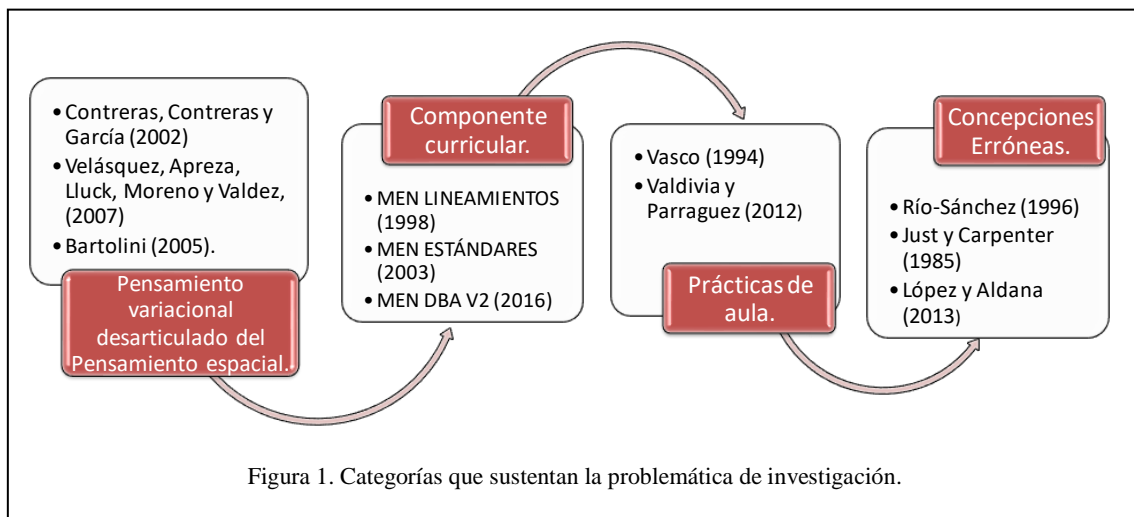 • Contreras, Contreras y
García (2002)
• Velásquez, Apreza,
Lluck, Moreno y Valdez,
(2007)
• Bartolini (2005).
Pensamiento
variacional
desarticulado del
Pensamiento espacial.
Componente
curricular.
• MEN LINEAMIENTOS
(1998)
• MEN ESTÁNDARES
(2003)
• MEN DBA V2 (2016)
• Vasco (1994)
• Valdivia y
Parraguez (2012)
Prácticas de
aula.
Concepciones
Erróneas.
• Río-Sánchez (1996)
• Just y Carpenter
(1985)
• López y Aldana
(2013)
Figura 1. Categorías que sustentan la problemática de investigación.